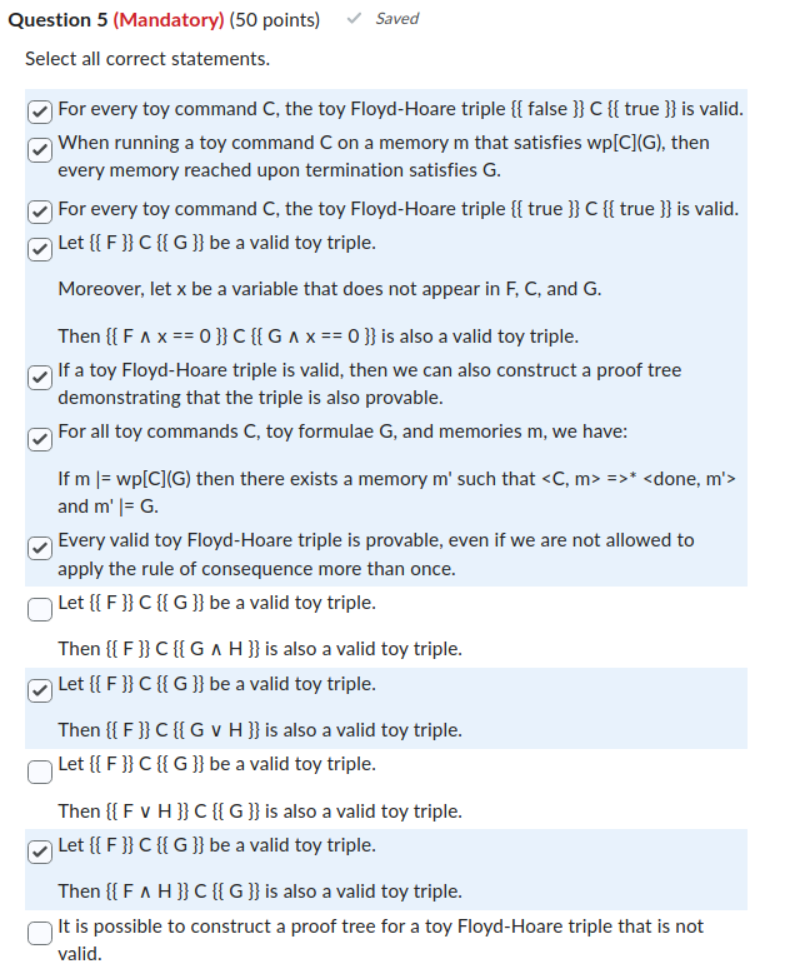 Question 5 (Mandatory) (50 points) ✓ Saved
Select all correct statements.
For every toy command C, the toy Floyd-Hoare triple {{ false }} C {{ true }} is valid.
When running a toy command C on a memory m that satisfies wp[C](G), then
every memory reached upon termination satisfies G.
For every toy command C, the toy Floyd-Hoare triple {{ true }} C {{ true }} is valid.
Let {{ F }} C {{ G }} be a valid toy triple.
Moreover, let x be a variable that does not appear in F, C, and G.
Then {{ F ∧ x == 0 }} C {{ G ∧ x == 0 }} is also a valid toy triple.
If a toy Floyd-Hoare triple is valid, then we can also construct a proof tree
demonstrating that the triple is also provable.
For all toy commands C, toy formulae G, and memories m, we have:
If m |= wp[C](G) then there exists a memory m' such that <C, m> =>* <done, m'>
and m' |= G.
Every valid toy Floyd-Hoare triple is provable, even if we are not allowed to
apply the rule of consequence more than once.
Let {{ F }} C {{ G }} be a valid toy triple.
Then {{ F }} C {{ G ∧ H }} is also a valid toy triple.
Let {{ F }} C {{ G }} be a valid toy triple.
Then {{ F }} C {{ G ∨ H }} is also a valid toy triple.
Let {{ F }} C {{ G }} be a valid toy triple.
Then {{ F ∨ H }} C {{ G }} is also a valid toy triple.
Let {{ F }} C {{ G }} be a valid toy triple.
Then {{ F ∧ H }} C {{ G }} is also a valid toy triple.
It is possible to construct a proof tree for a toy Floyd-Hoare triple that is not
valid.